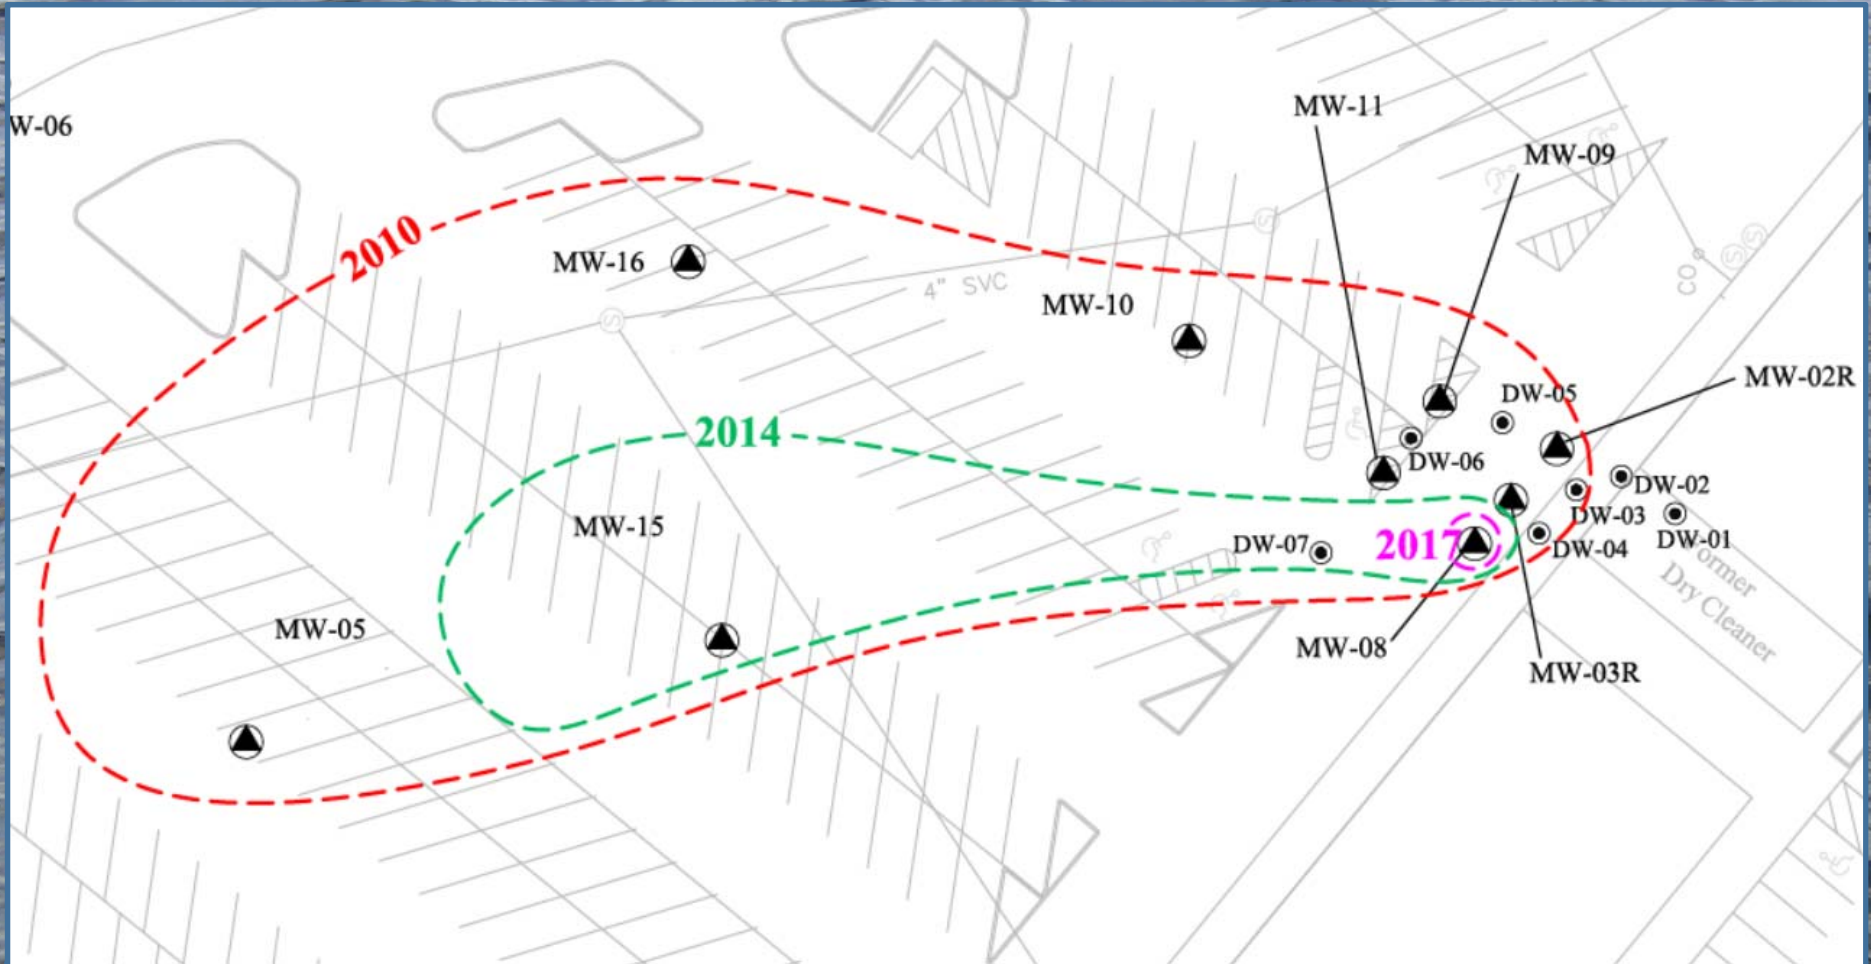 MW-11
W-06
MW-09
2010
MW-16
4" SVC
CO
S
S
S
S
MW-10
MW-02R
DW-05
2014
DW-06
DW-02
MW-15
DW-03
DW-07
2017
DW-04
DW-01
Former
Dry Cleaner
MW-05
MW-08
MW-03R